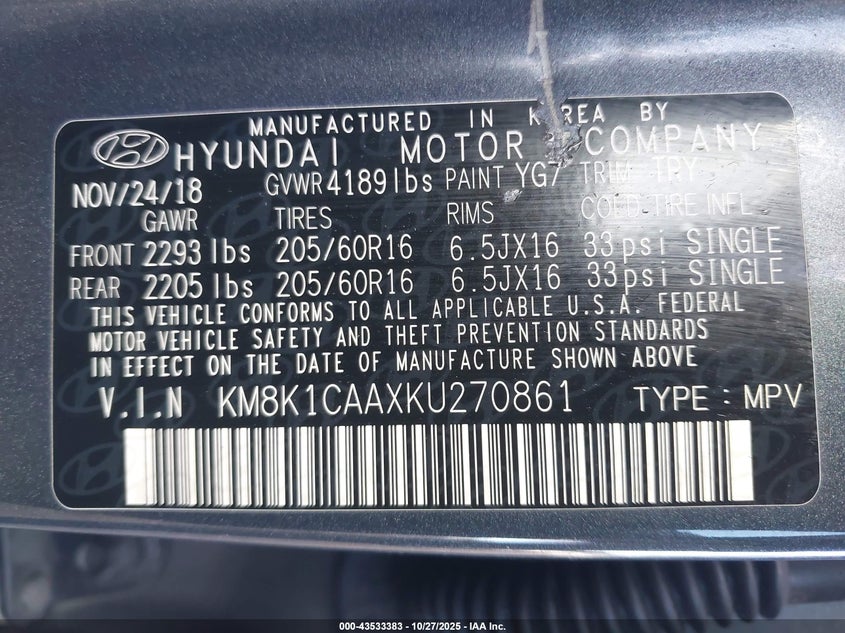 MANUFACTURED IN KOREA BY
HYUNDAI MOTOR COMPANY
NOV/24/18 GVWR 4189 lbs PAINT YG7 TRIM TRY
GAWR TIRES RIMS COLD TIRE INFL
FRONT 2293 lbs 205/60R16 6.5JX16 33psi SINGLE
REAR 2205 lbs 205/60R16 6.5JX16 33psi SINGLE
THIS VEHICLE CONFORMS TO ALL APPLICABLE U.S.A. FEDERAL
MOTOR VEHICLE SAFETY AND THEFT PREVENTION STANDARDS
IN EFFECT ON THE DATE OF MANUFACTURE SHOWN ABOVE
V.I.N KM8K1CAAXKU270861 TYPE : MPV
000-43533383 - 10/27/2025 - IAA Inc.